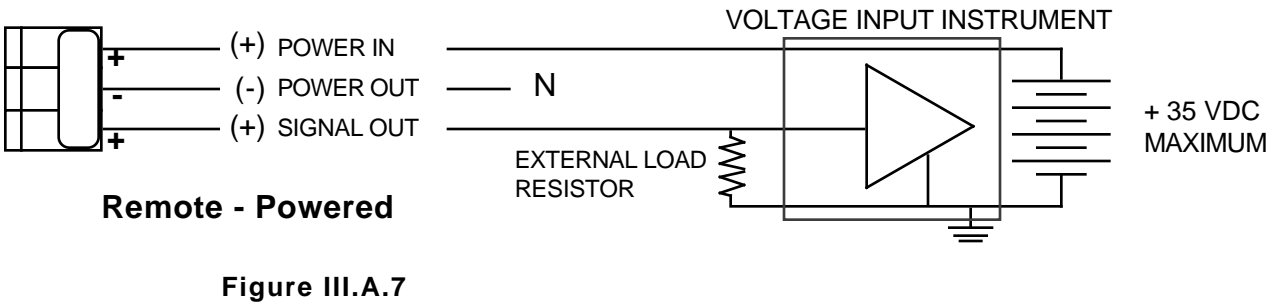 VOLTAGE INPUT INSTRUMENT
+ (+) POWER IN
- (-) POWER OUT N
+ (+) SIGNAL OUT
+ 35 VDC
MAXIMUM
EXTERNAL LOAD
RESISTOR
Remote - Powered
Figure III.A.7